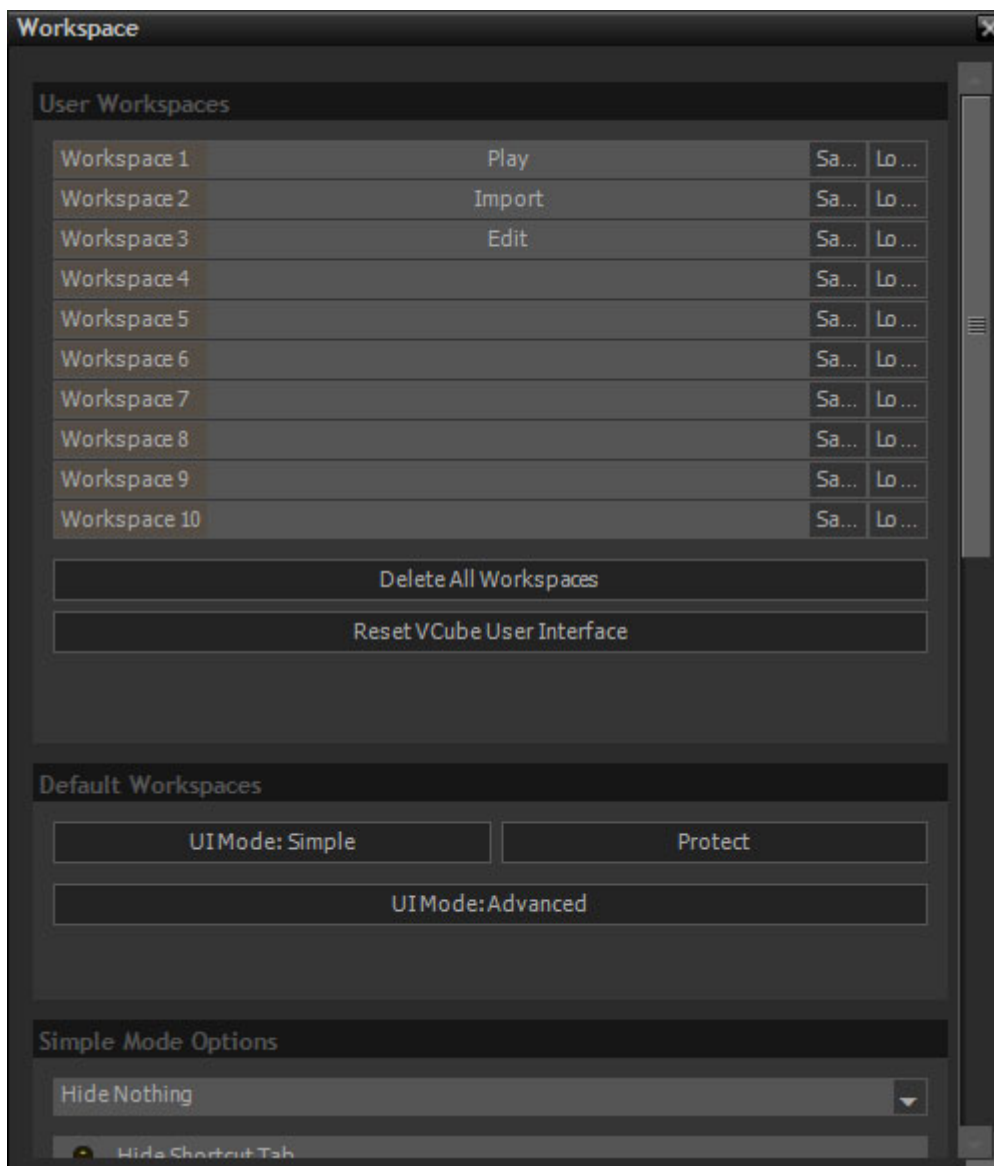 Workspace
User Workspaces
Workspace 1 Play Sa... Lo ...
Workspace 2 Import Sa... Lo ...
Workspace 3 Edit Sa... Lo ...
Workspace 4 Sa... Lo ...
Workspace 5 Sa... Lo ...
Workspace 6 Sa... Lo ...
Workspace 7 Sa... Lo ...
Workspace 8 Sa... Lo ...
Workspace 9 Sa... Lo ...
Workspace 10 Sa... Lo ...
Delete All Workspaces
Reset VCube User Interface
Default Workspaces
UI Mode: Simple Protect
UI Mode: Advanced
Simple Mode Options
Hide Nothing
Hide Shortcut Tab